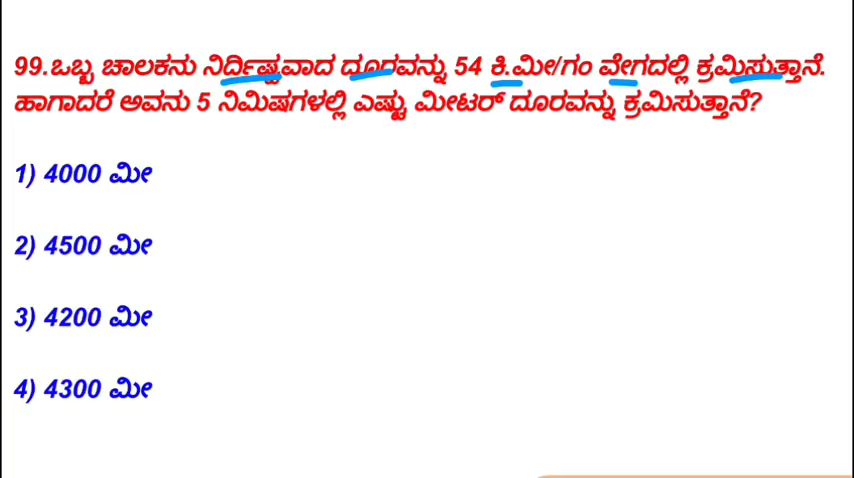 99.ಒಬ್ಬ ಚಾಲಕನು ನಿರ್ದಿಷ್ಟವಾದ ದೂರವನ್ನು 54 ಕಿ.ಮೀ/ಗಂ ವೇಗದಲ್ಲಿ ಕ್ರಮಿಸುತ್ತಾನೆ.
ಹಾಗಾದರೆ ಅವನು 5 ನಿಮಿಷಗಳಲ್ಲಿ ಎಷ್ಟು ಮೀಟರ್ ದೂರವನ್ನು ಕ್ರಮಿಸುತ್ತಾನೆ?
1) 4000 ಮೀ
2) 4500 ಮೀ
3) 4200 ಮೀ
4) 4300 ಮೀ